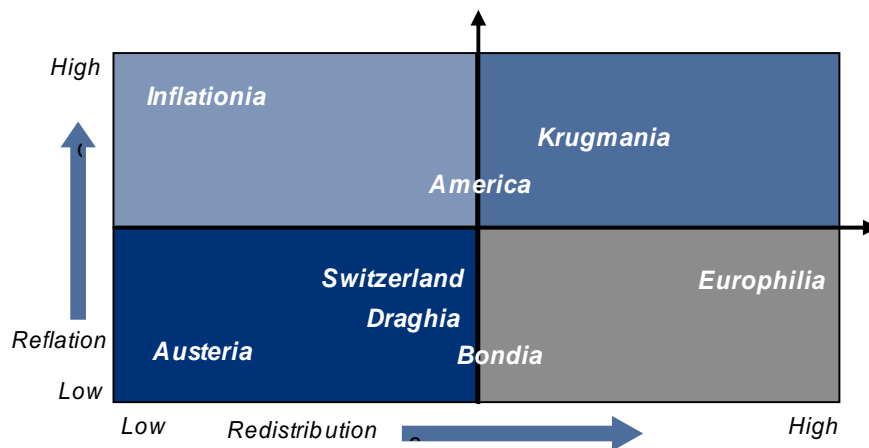 High
Inflationia
Krugmania
America
Switzerland
Europhilia
Draghia
Reflation
Austeria
Bondia
Low
Low Redistribution High